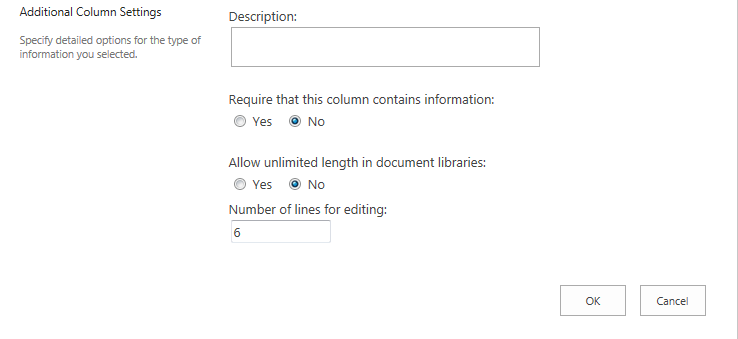 Additional Column Settings
Specify detailed options for the type of
information you selected.
Description:
Require that this column contains information:
Yes No
Allow unlimited length in document libraries:
Yes No
Number of lines for editing:
6
OK Cancel